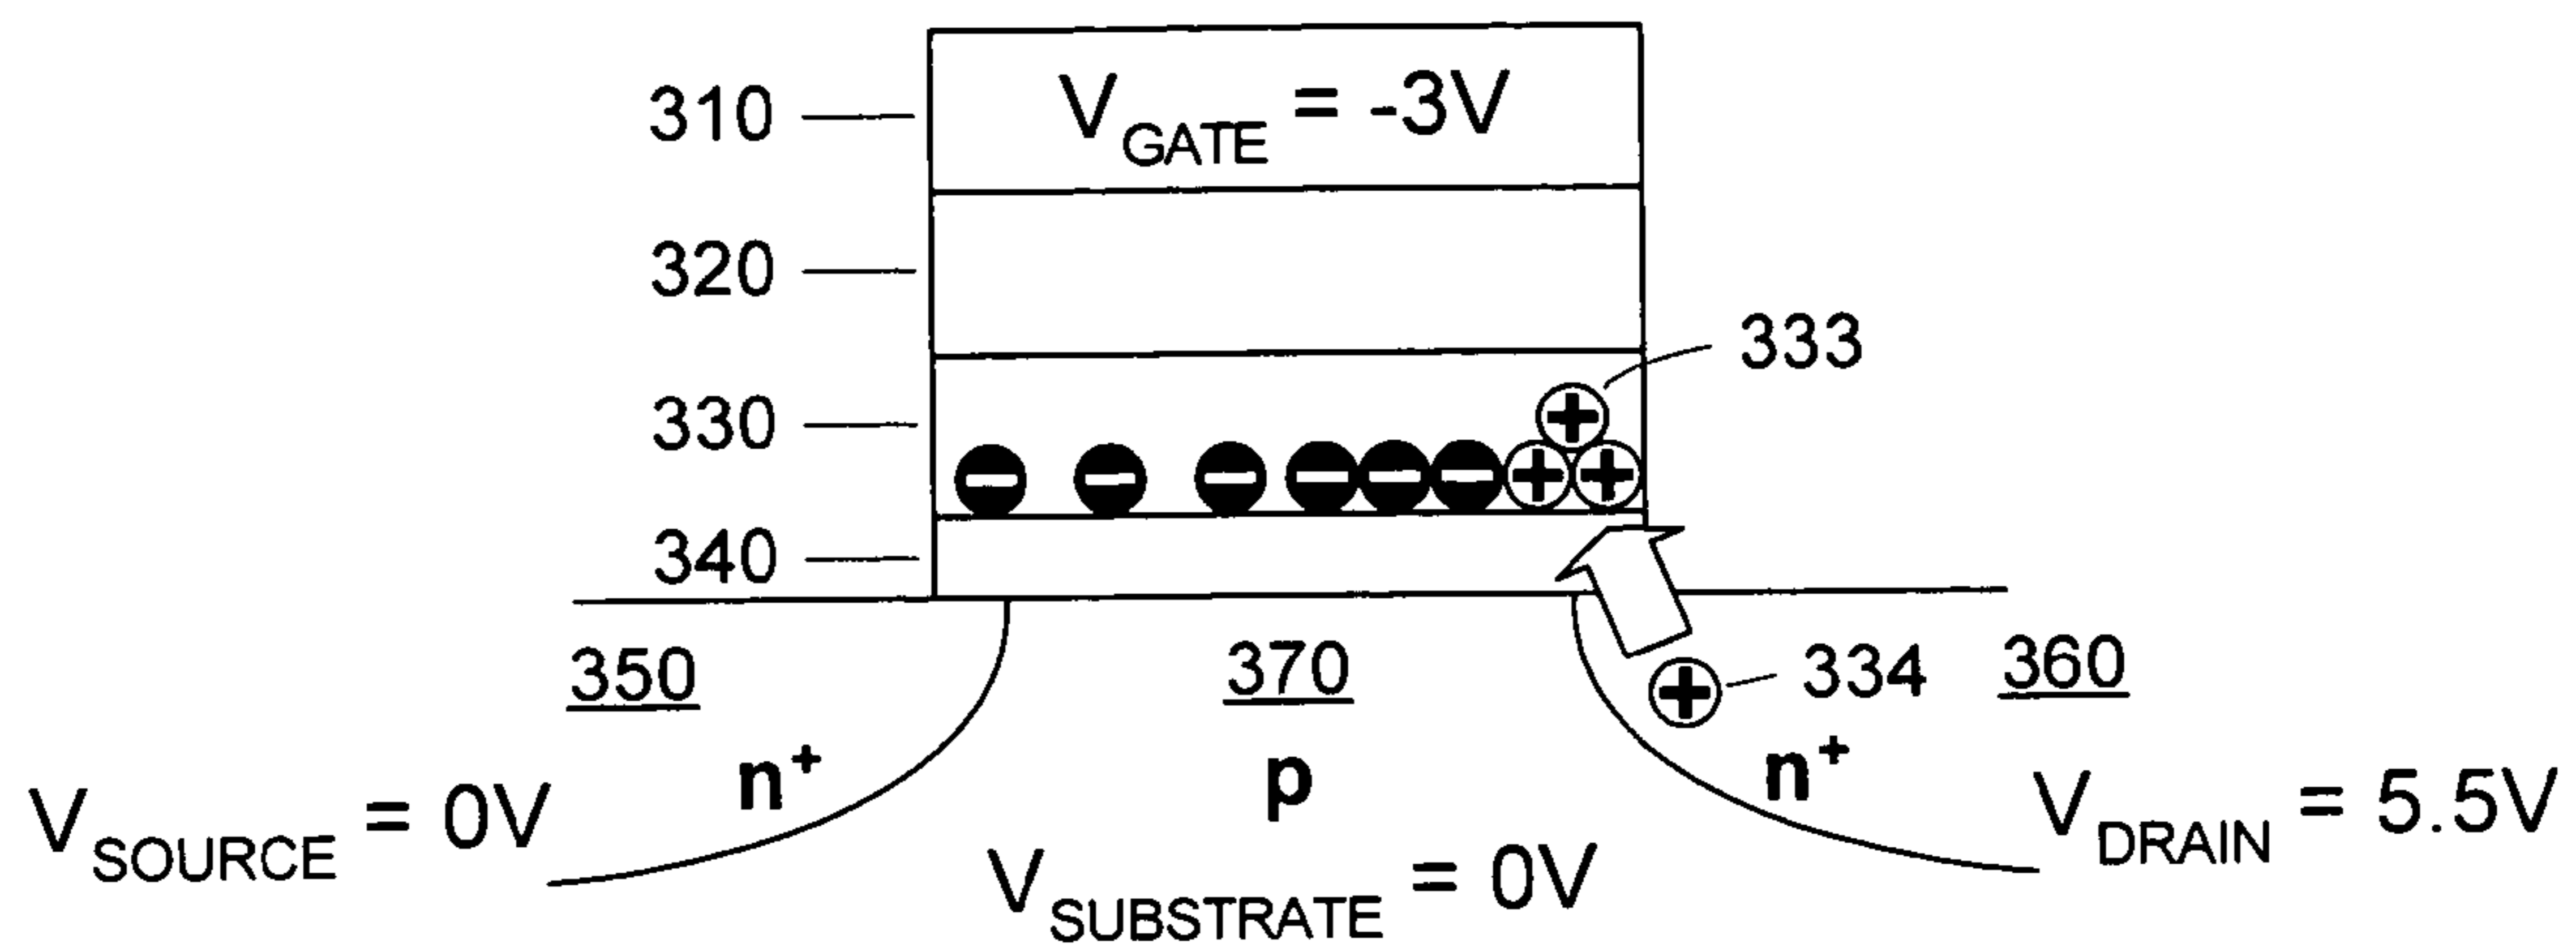 310
V_GATE = -3V
320
333
330
340
350
370
334
360
n⁺
p
n⁺
V_SOURCE = 0V
V_DRAIN = 5.5V
V_SUBSTRATE = 0V